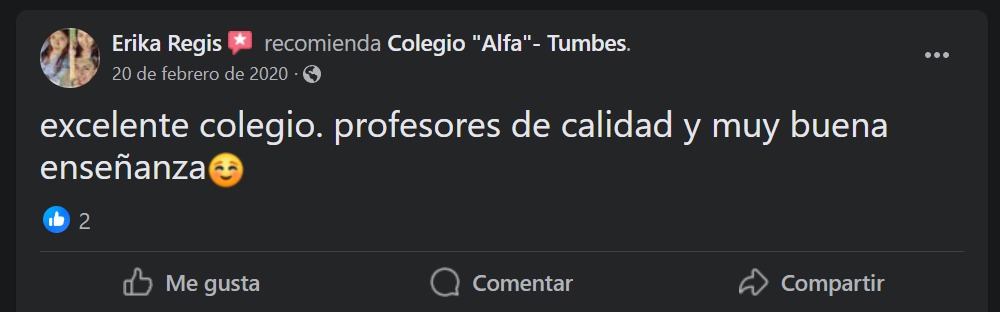 Erika Regis recomienda Colegio "Alfa"- Tumbes.
20 de febrero de 2020 ·
excelente colegio. profesores de calidad y muy buena
enseñanza☺️
2
Me gusta Comentar Compartir